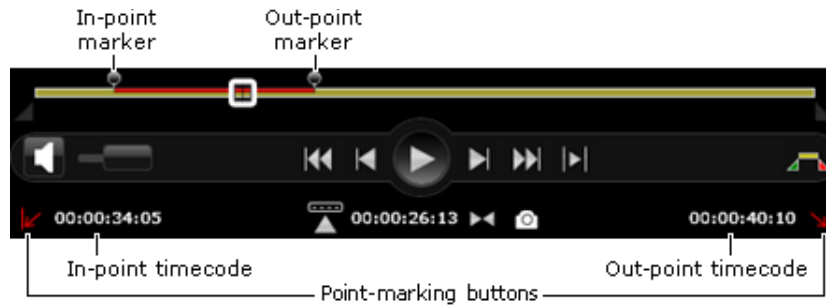 In-point marker
Out-point marker
00:00:34:05
00:00:26:13
00:00:40:10
In-point timecode
Out-point timecode
Point-marking buttons